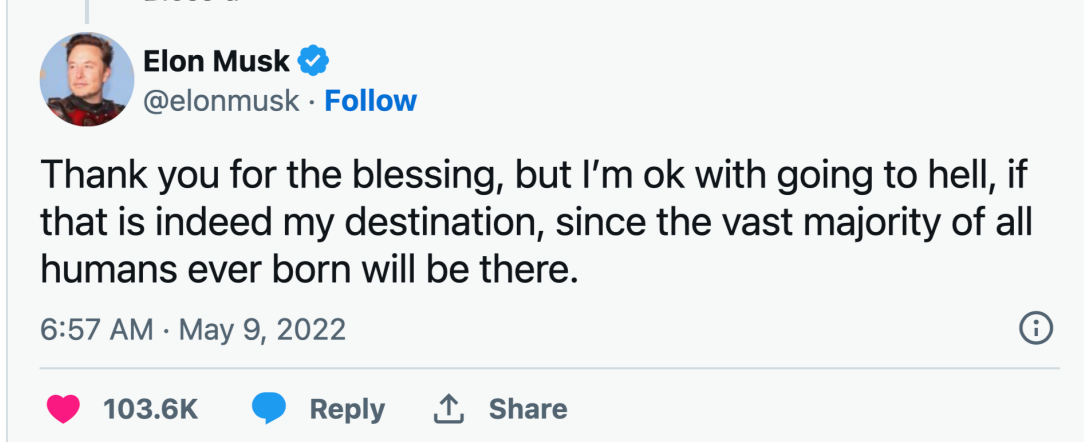 Elon Musk
@elonmusk · Follow
Thank you for the blessing, but I’m ok with going to hell, if
that is indeed my destination, since the vast majority of all
humans ever born will be there.
6:57 AM · May 9, 2022
103.6K Reply Share